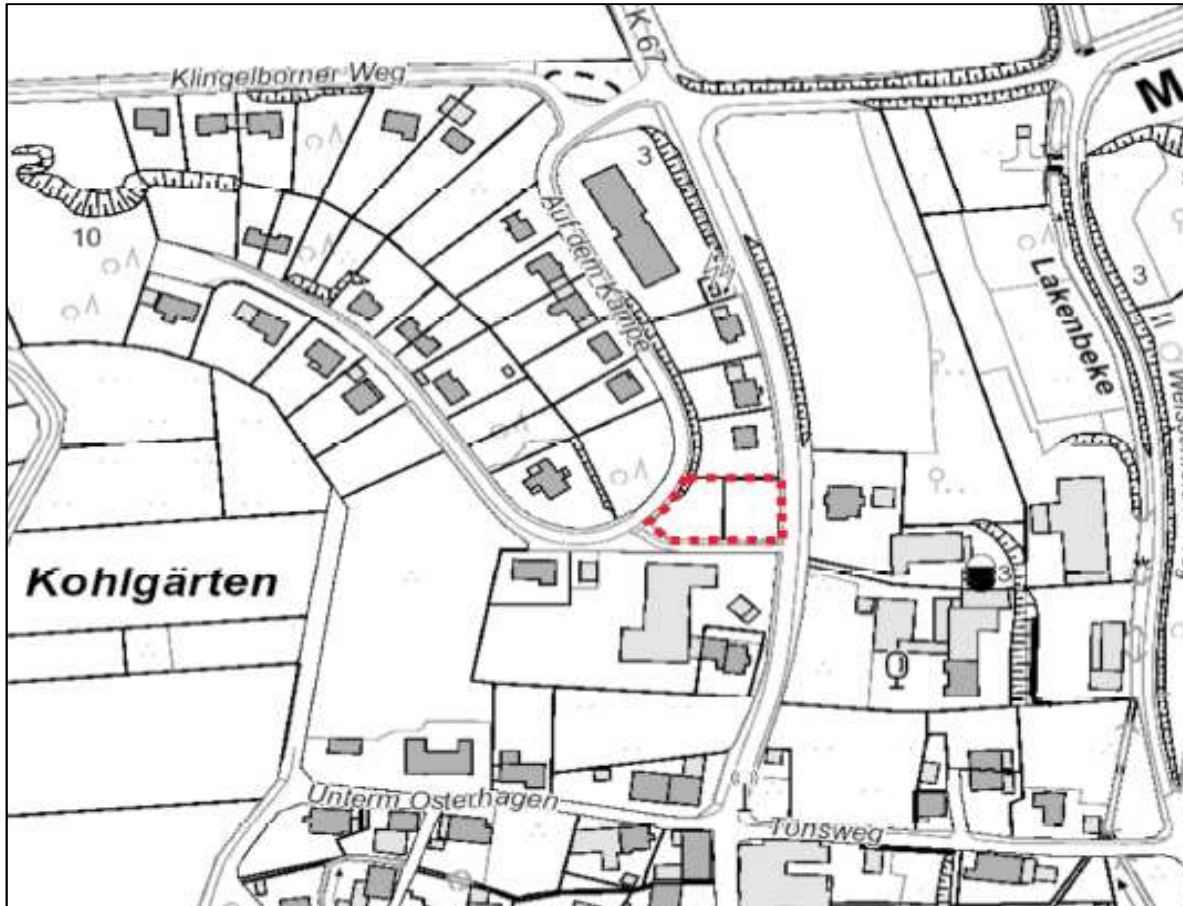 K 67
Klingelborner Weg
M
3
Auf dem Kampe
10
Lakenbeke
3
Kohlgärten
3
Unterm Osterhagen
Tönsweg